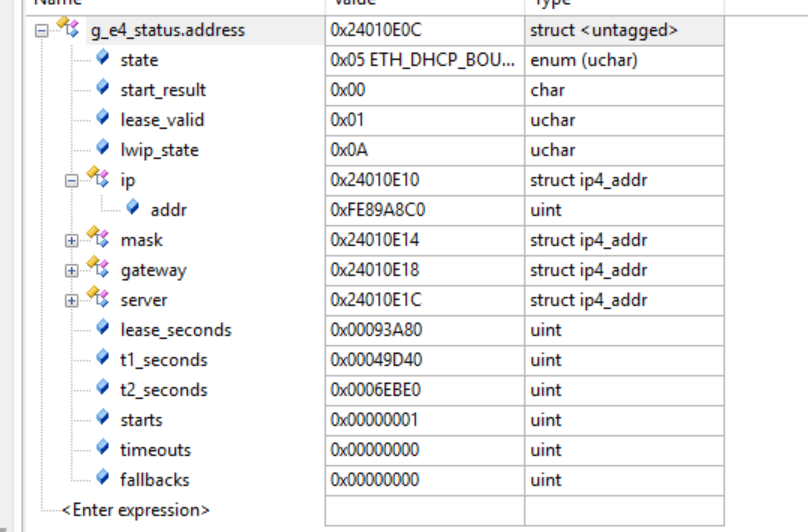 Name Value Type
g_e4_status.address 0x24010E0C struct <untagged>
state 0x05 ETH_DHCP_BOU... enum (uchar)
start_result 0x00 char
lease_valid 0x01 uchar
lwip_state 0x0A uchar
ip 0x24010E10 struct ip4_addr
addr 0xFE89A8C0 uint
mask 0x24010E14 struct ip4_addr
gateway 0x24010E18 struct ip4_addr
server 0x24010E1C struct ip4_addr
lease_seconds 0x00093A80 uint
t1_seconds 0x00049D40 uint
t2_seconds 0x0006EBE0 uint
starts 0x00000001 uint
timeouts 0x00000000 uint
fallbacks 0x00000000 uint
<Enter expression>